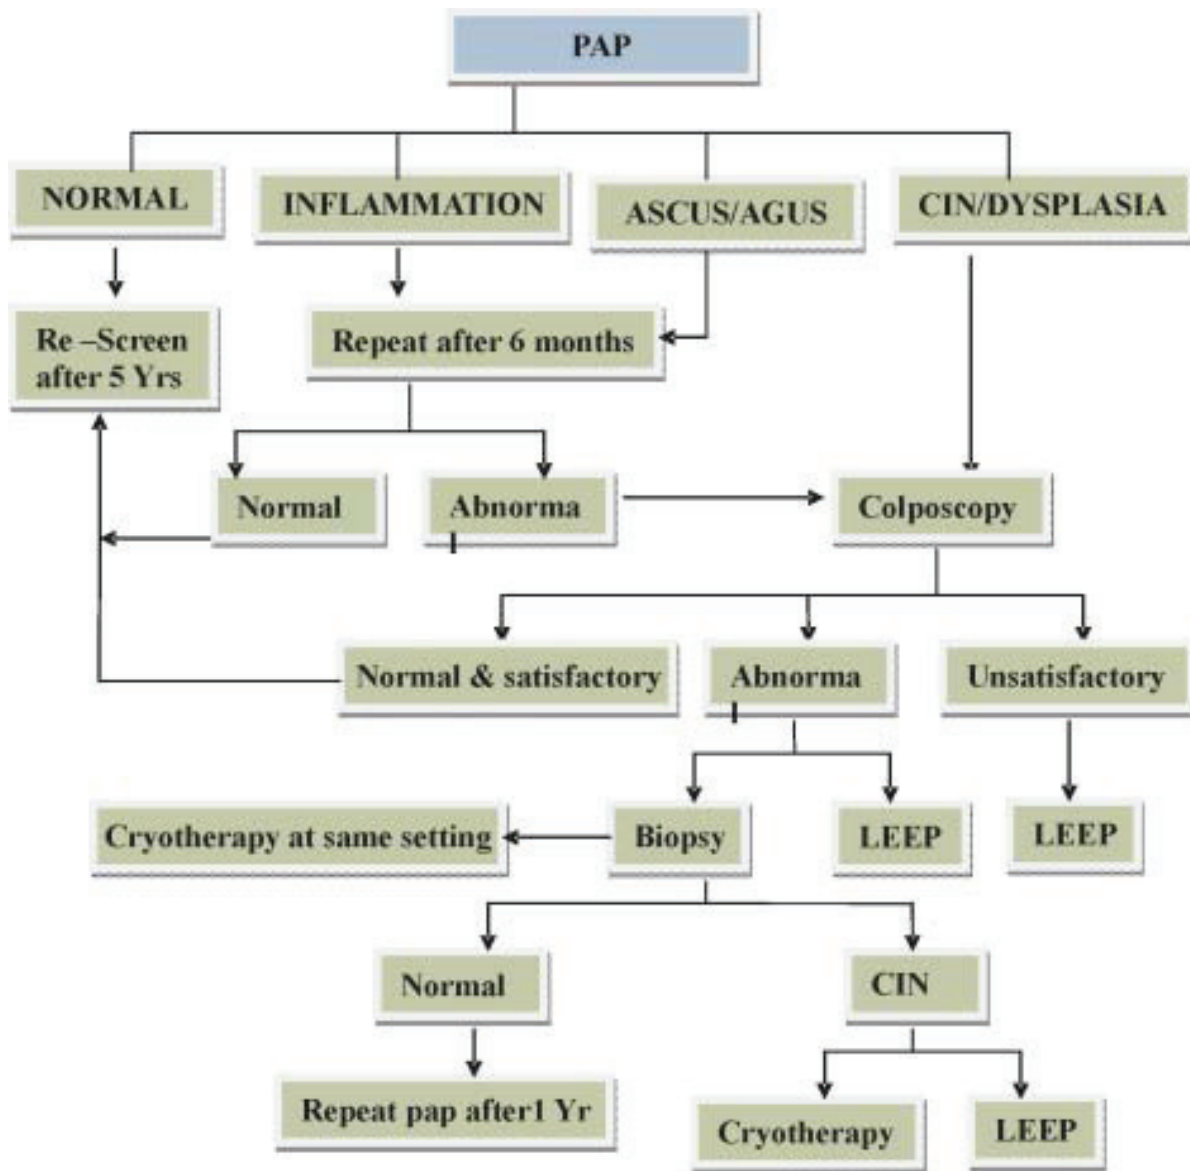 PAP
NORMAL
INFLAMMATION
ASCUS/AGUS
CIN/DYSPLASIA
Re –Screen
after 5 Yrs
Repeat after 6 months
Normal
Abnorma
l
Colposcopy
Normal & satisfactory
Abnorma
l
Unsatisfactory
Cryotherapy at same setting
Biopsy
LEEP
LEEP
Normal
CIN
Repeat pap after1 Yr
Cryotherapy
LEEP